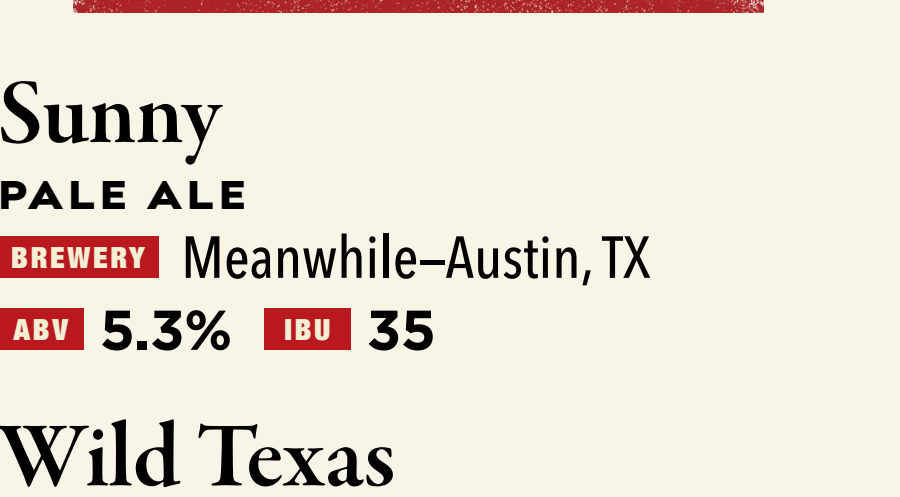 Sunny
PALE ALE
BREWERY Meanwhile–Austin, TX
ABV 5.3% IBU 35
Wild Texas